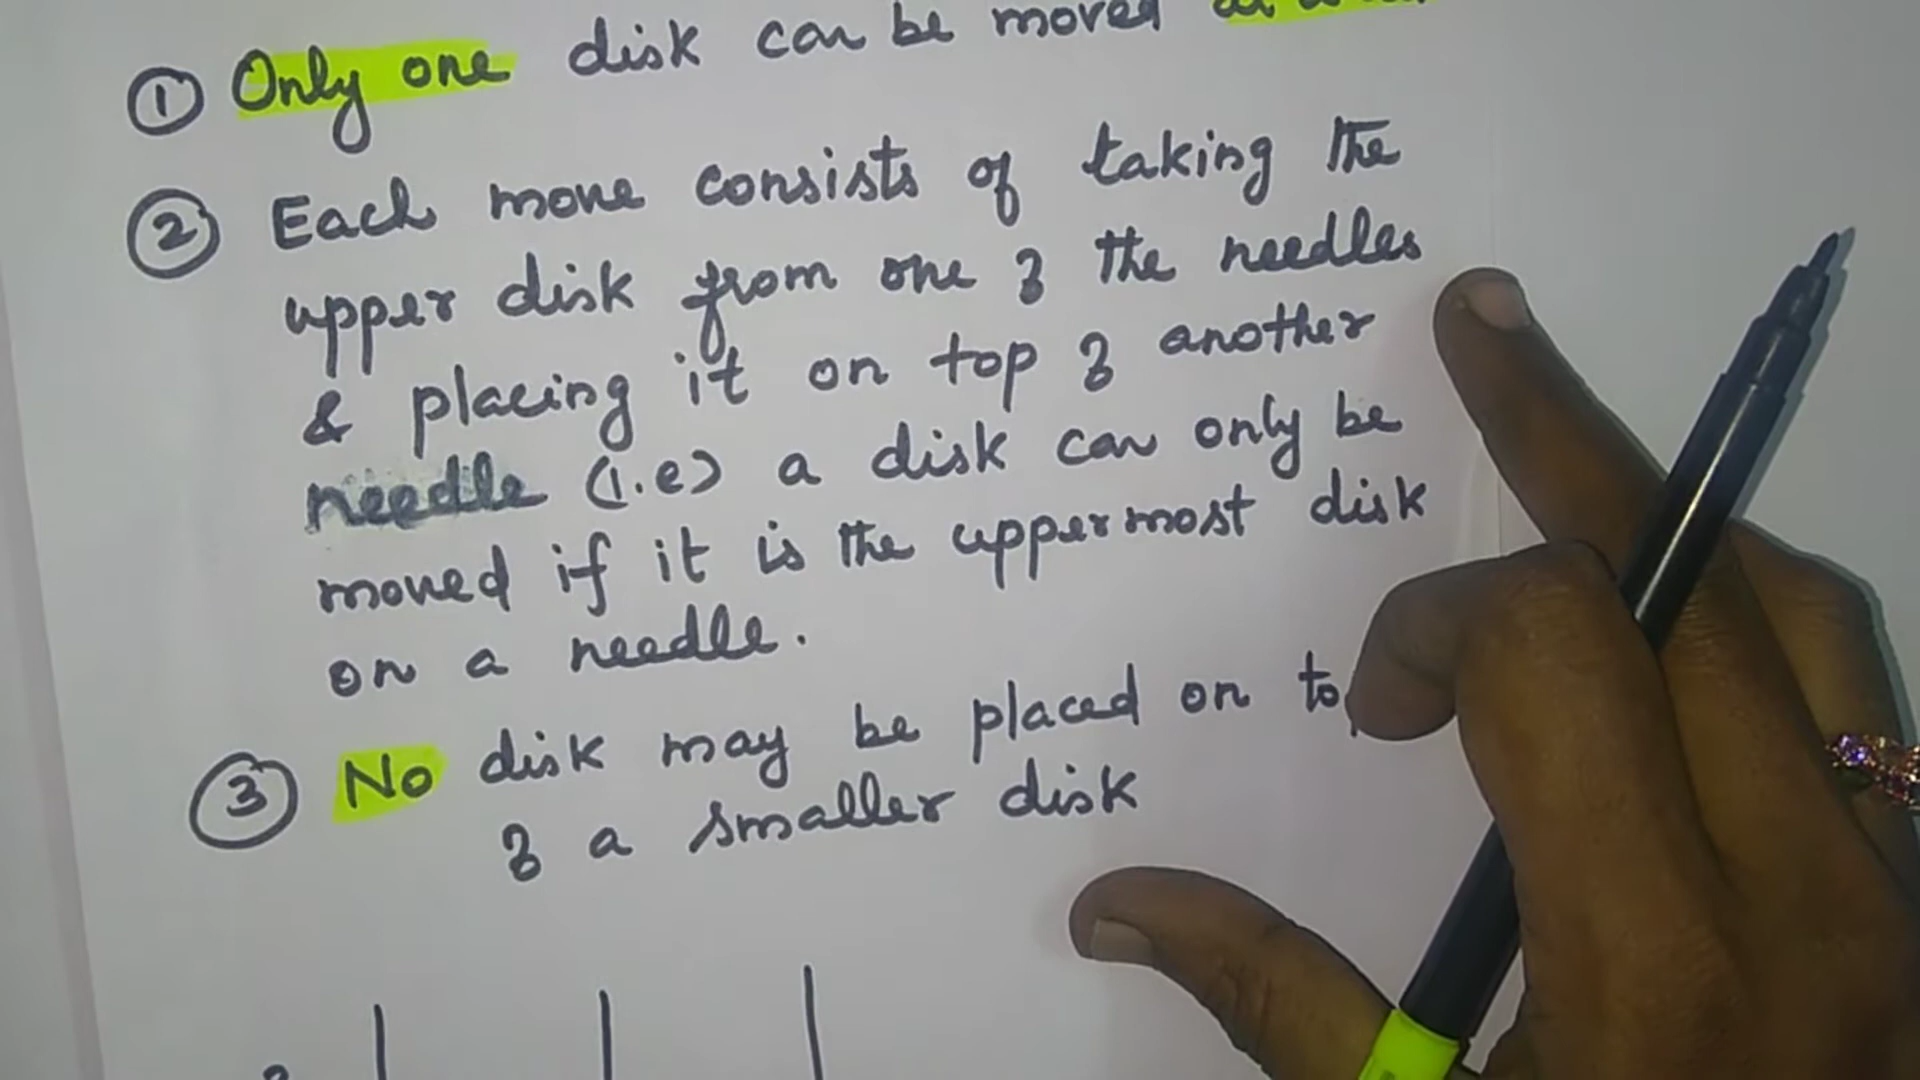 ① Only one disk can be moved
② Each move consists of taking the
upper disk from one of the needles
& placing it on top of another
needle (i.e) a disk can only be
moved if it is the uppermost disk
on a needle.
③ No disk may be placed on to
of a smaller disk